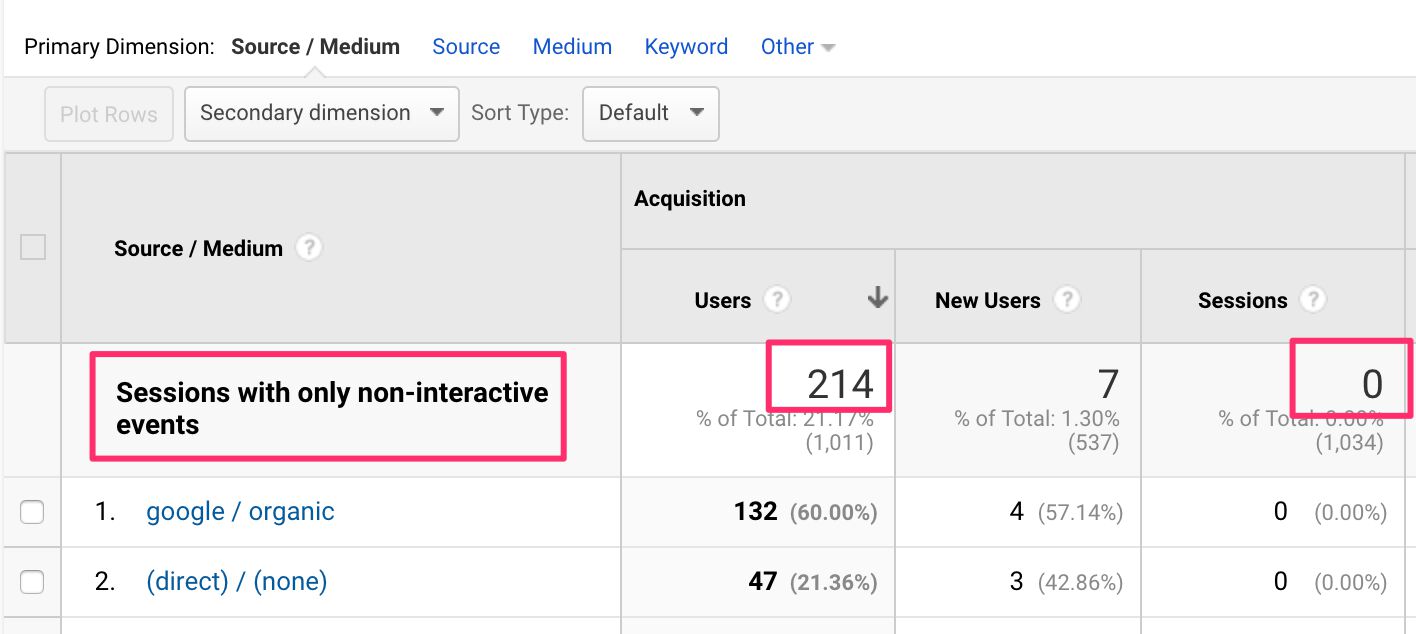 Primary Dimension: Source / Medium Source Medium Keyword Other
Plot Rows Secondary dimension Sort Type: Default
Acquisition
Source / Medium ?
Users ? New Users ? Sessions ?
Sessions with only non-interactive
events
214 7 0
% of Total: 21.17% % of Total: 1.30% % of Total: 0.00%
(1,011) (537) (1,034)
1. google / organic 132 (60.00%) 4 (57.14%) 0 (0.00%)
2. (direct) / (none) 47 (21.36%) 3 (42.86%) 0 (0.00%)